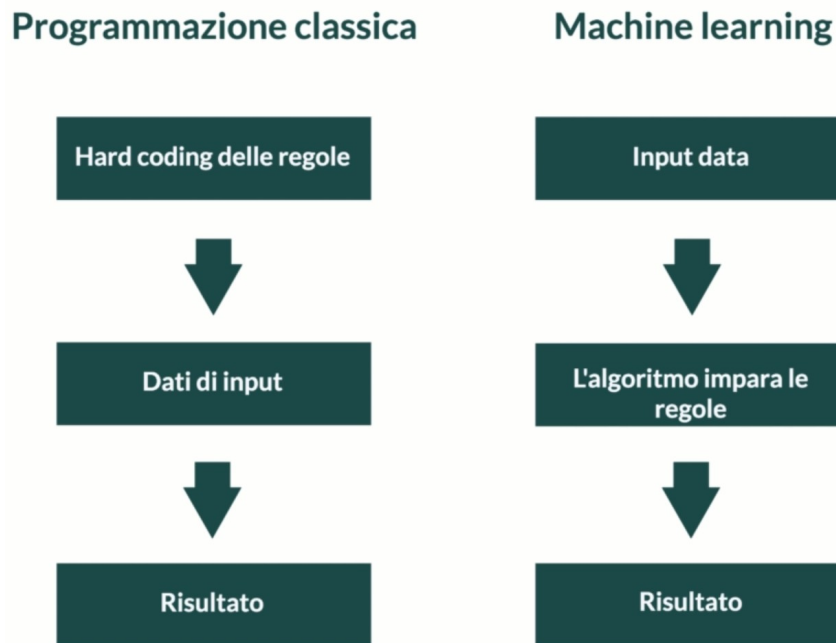 Programmazione classica
Hard coding delle regole
Dati di input
Risultato
Machine learning
Input data
L'algoritmo impara le
regole
Risultato